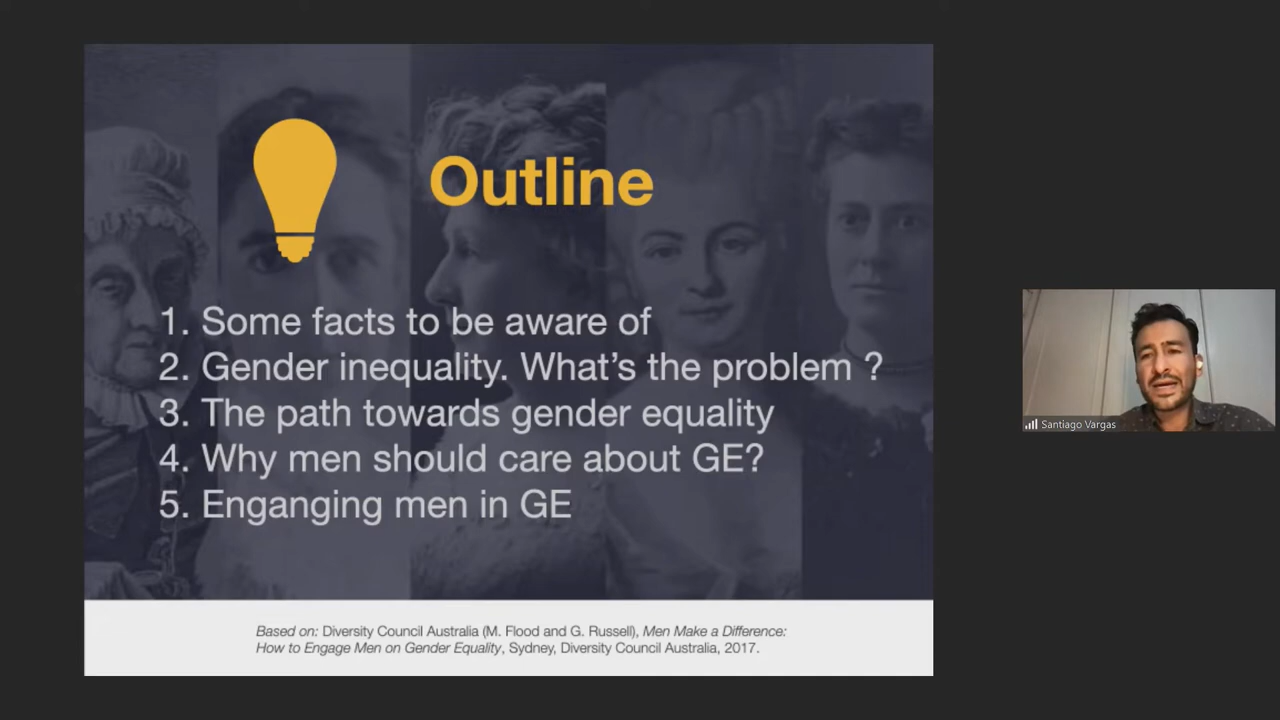 Outline
1. Some facts to be aware of
2. Gender inequality. What's the problem ?
3. The path towards gender equality
4. Why men should care about GE?
5. Enganging men in GE
Based on: Diversity Council Australia (M. Flood and G. Russell), Men Make a Difference:
How to Engage Men on Gender Equality, Sydney, Diversity Council Australia, 2017.
Santiago Vargas